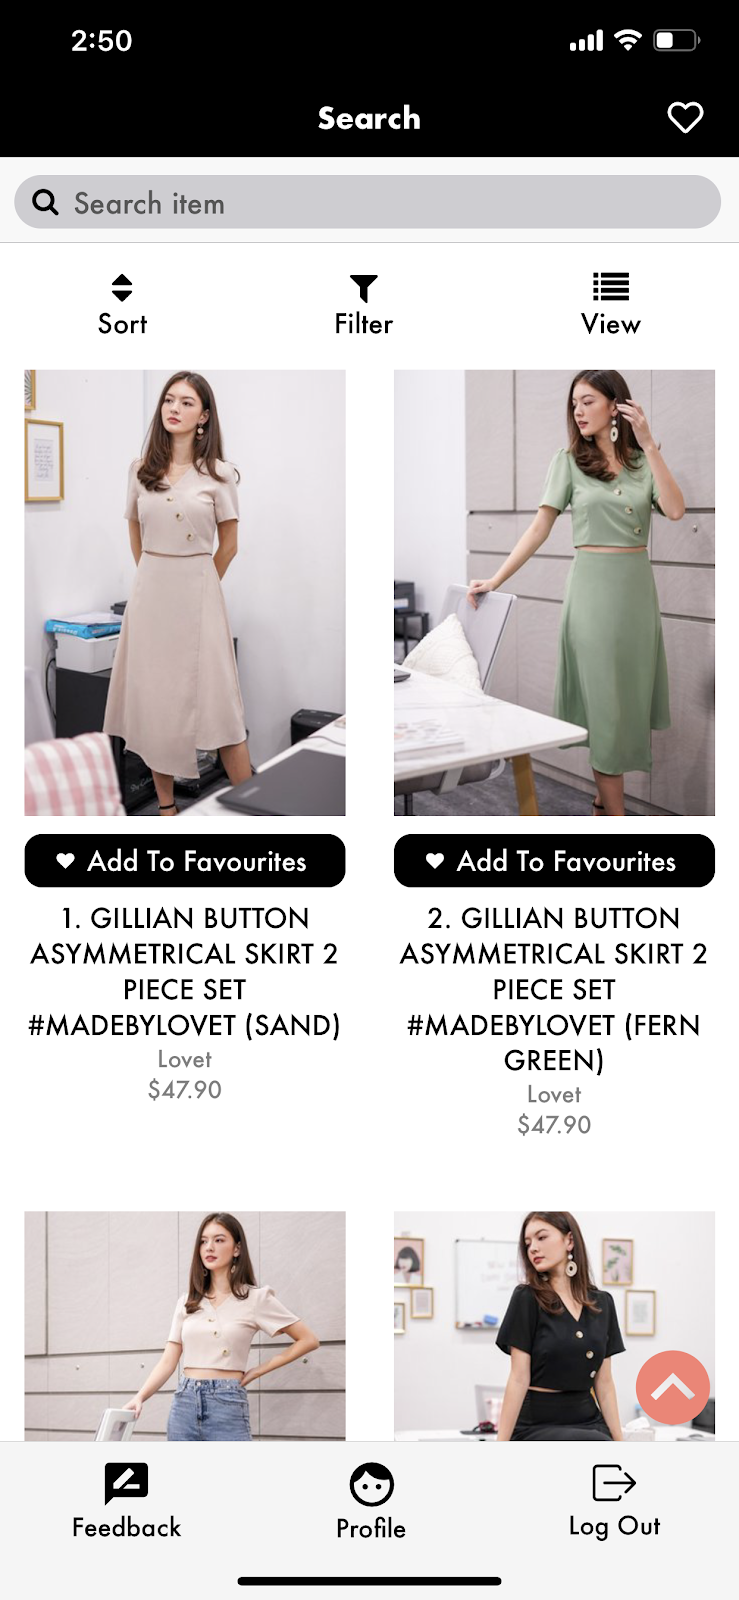 2:50
Search
Search item
Sort
Filter
View
Add To Favourites
Add To Favourites
1. GILLIAN BUTTON
ASYMMETRICAL SKIRT 2
PIECE SET
#MADEBYLOVET (SAND)
Lovet
$47.90
2. GILLIAN BUTTON
ASYMMETRICAL SKIRT 2
PIECE SET
#MADEBYLOVET (FERN
GREEN)
Lovet
$47.90
Feedback
Profile
Log Out